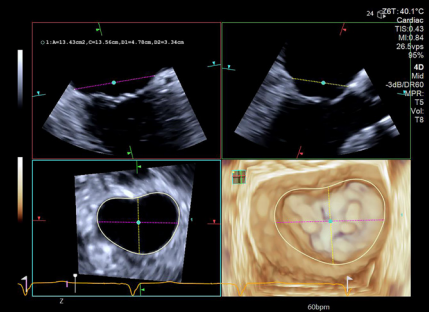 24
Z6T: 40.1°C
Cardiac
TIS:0.43
MI:0.84
26.5vps
95%
4D
Mid
-3dB/DR60
MPR:
T5
Vol:
T8
1:A=13.43cm2,C=13.56cm,D1=4.78cm,D2=3.34cm
Z
60bpm